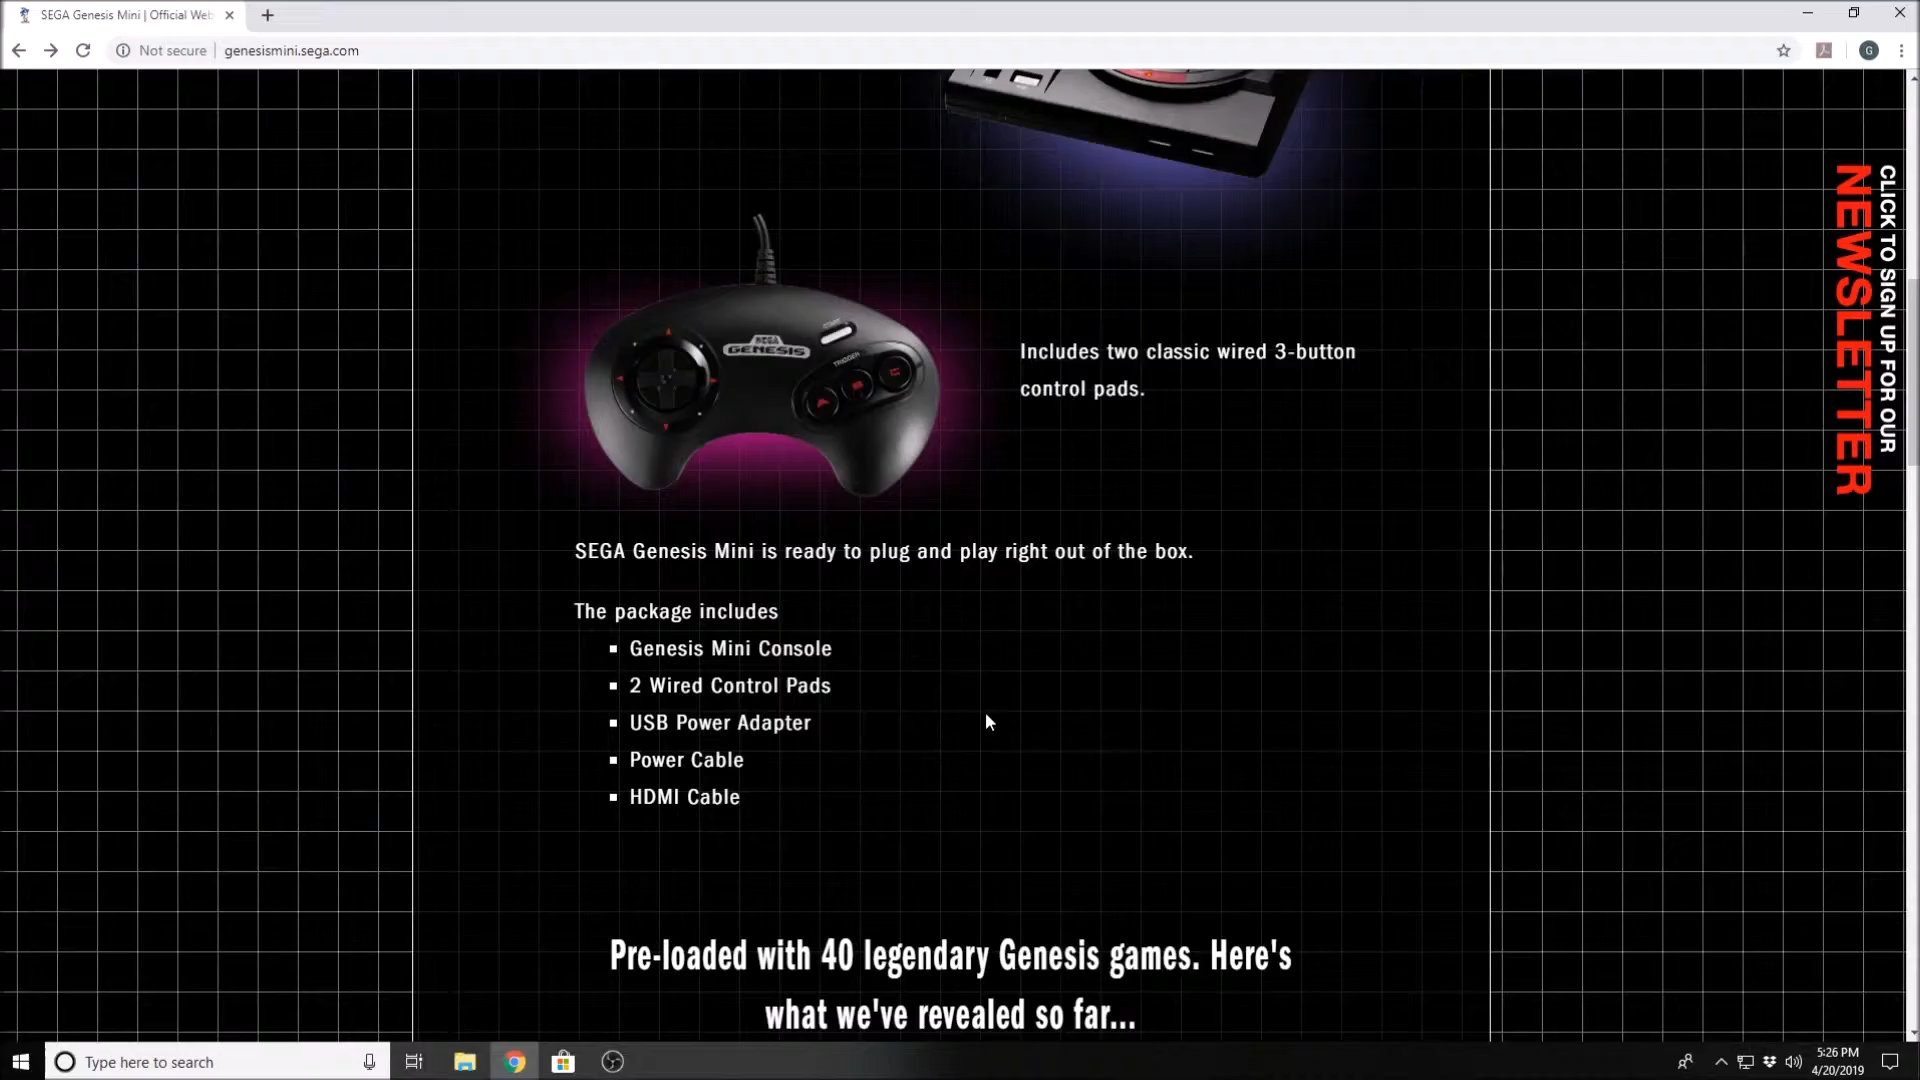 SEGA Genesis Mini | Official Web
Not secure
genesismini.sega.com
G
CLICK TO SIGN UP FOR OUR
NEWSLETTER
SEGA
GENESIS
START
TRIGGER
Includes two classic wired 3-button
control pads.
SEGA Genesis Mini is ready to plug and play right out of the box.
The package includes
▪ Genesis Mini Console
▪ 2 Wired Control Pads
▪ USB Power Adapter
▪ Power Cable
▪ HDMI Cable
Pre-loaded with 40 legendary Genesis games. Here's
what we've revealed so far...
Type here to search
5:26 PM
4/20/2019